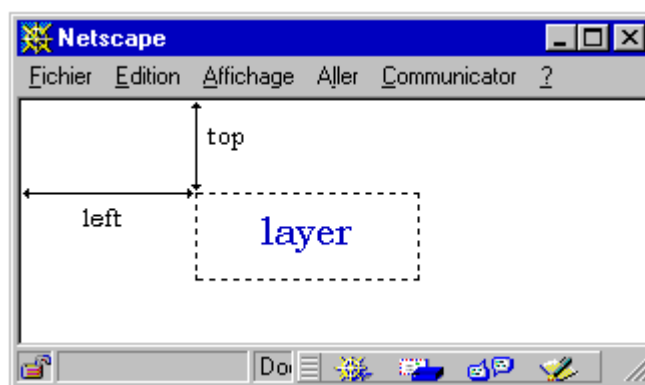 Netscape
Fichier Edition Affichage Aller Communicator ?
top
left
layer
Do